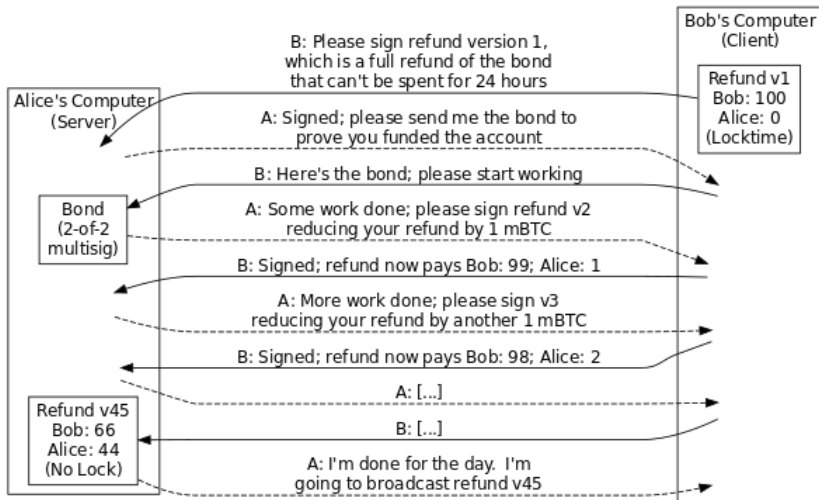 Bob's Computer
(Client)
B: Please sign refund version 1,
which is a full refund of the bond
that can't be spent for 24 hours
Refund v1
Bob: 100
Alice: 0
(Locktime)
Alice's Computer
(Server)
A: Signed; please send me the bond to
prove you funded the account
B: Here's the bond; please start working
Bond
(2-of-2
multisig)
A: Some work done; please sign refund v2
reducing your refund by 1 mBTC
B: Signed; refund now pays Bob: 99; Alice: 1
A: More work done; please sign v3
reducing your refund by another 1 mBTC
B: Signed; refund now pays Bob: 98; Alice: 2
A: [...]
Refund v45
Bob: 66
Alice: 44
(No Lock)
B: [...]
A: I'm done for the day. I'm
going to broadcast refund v45